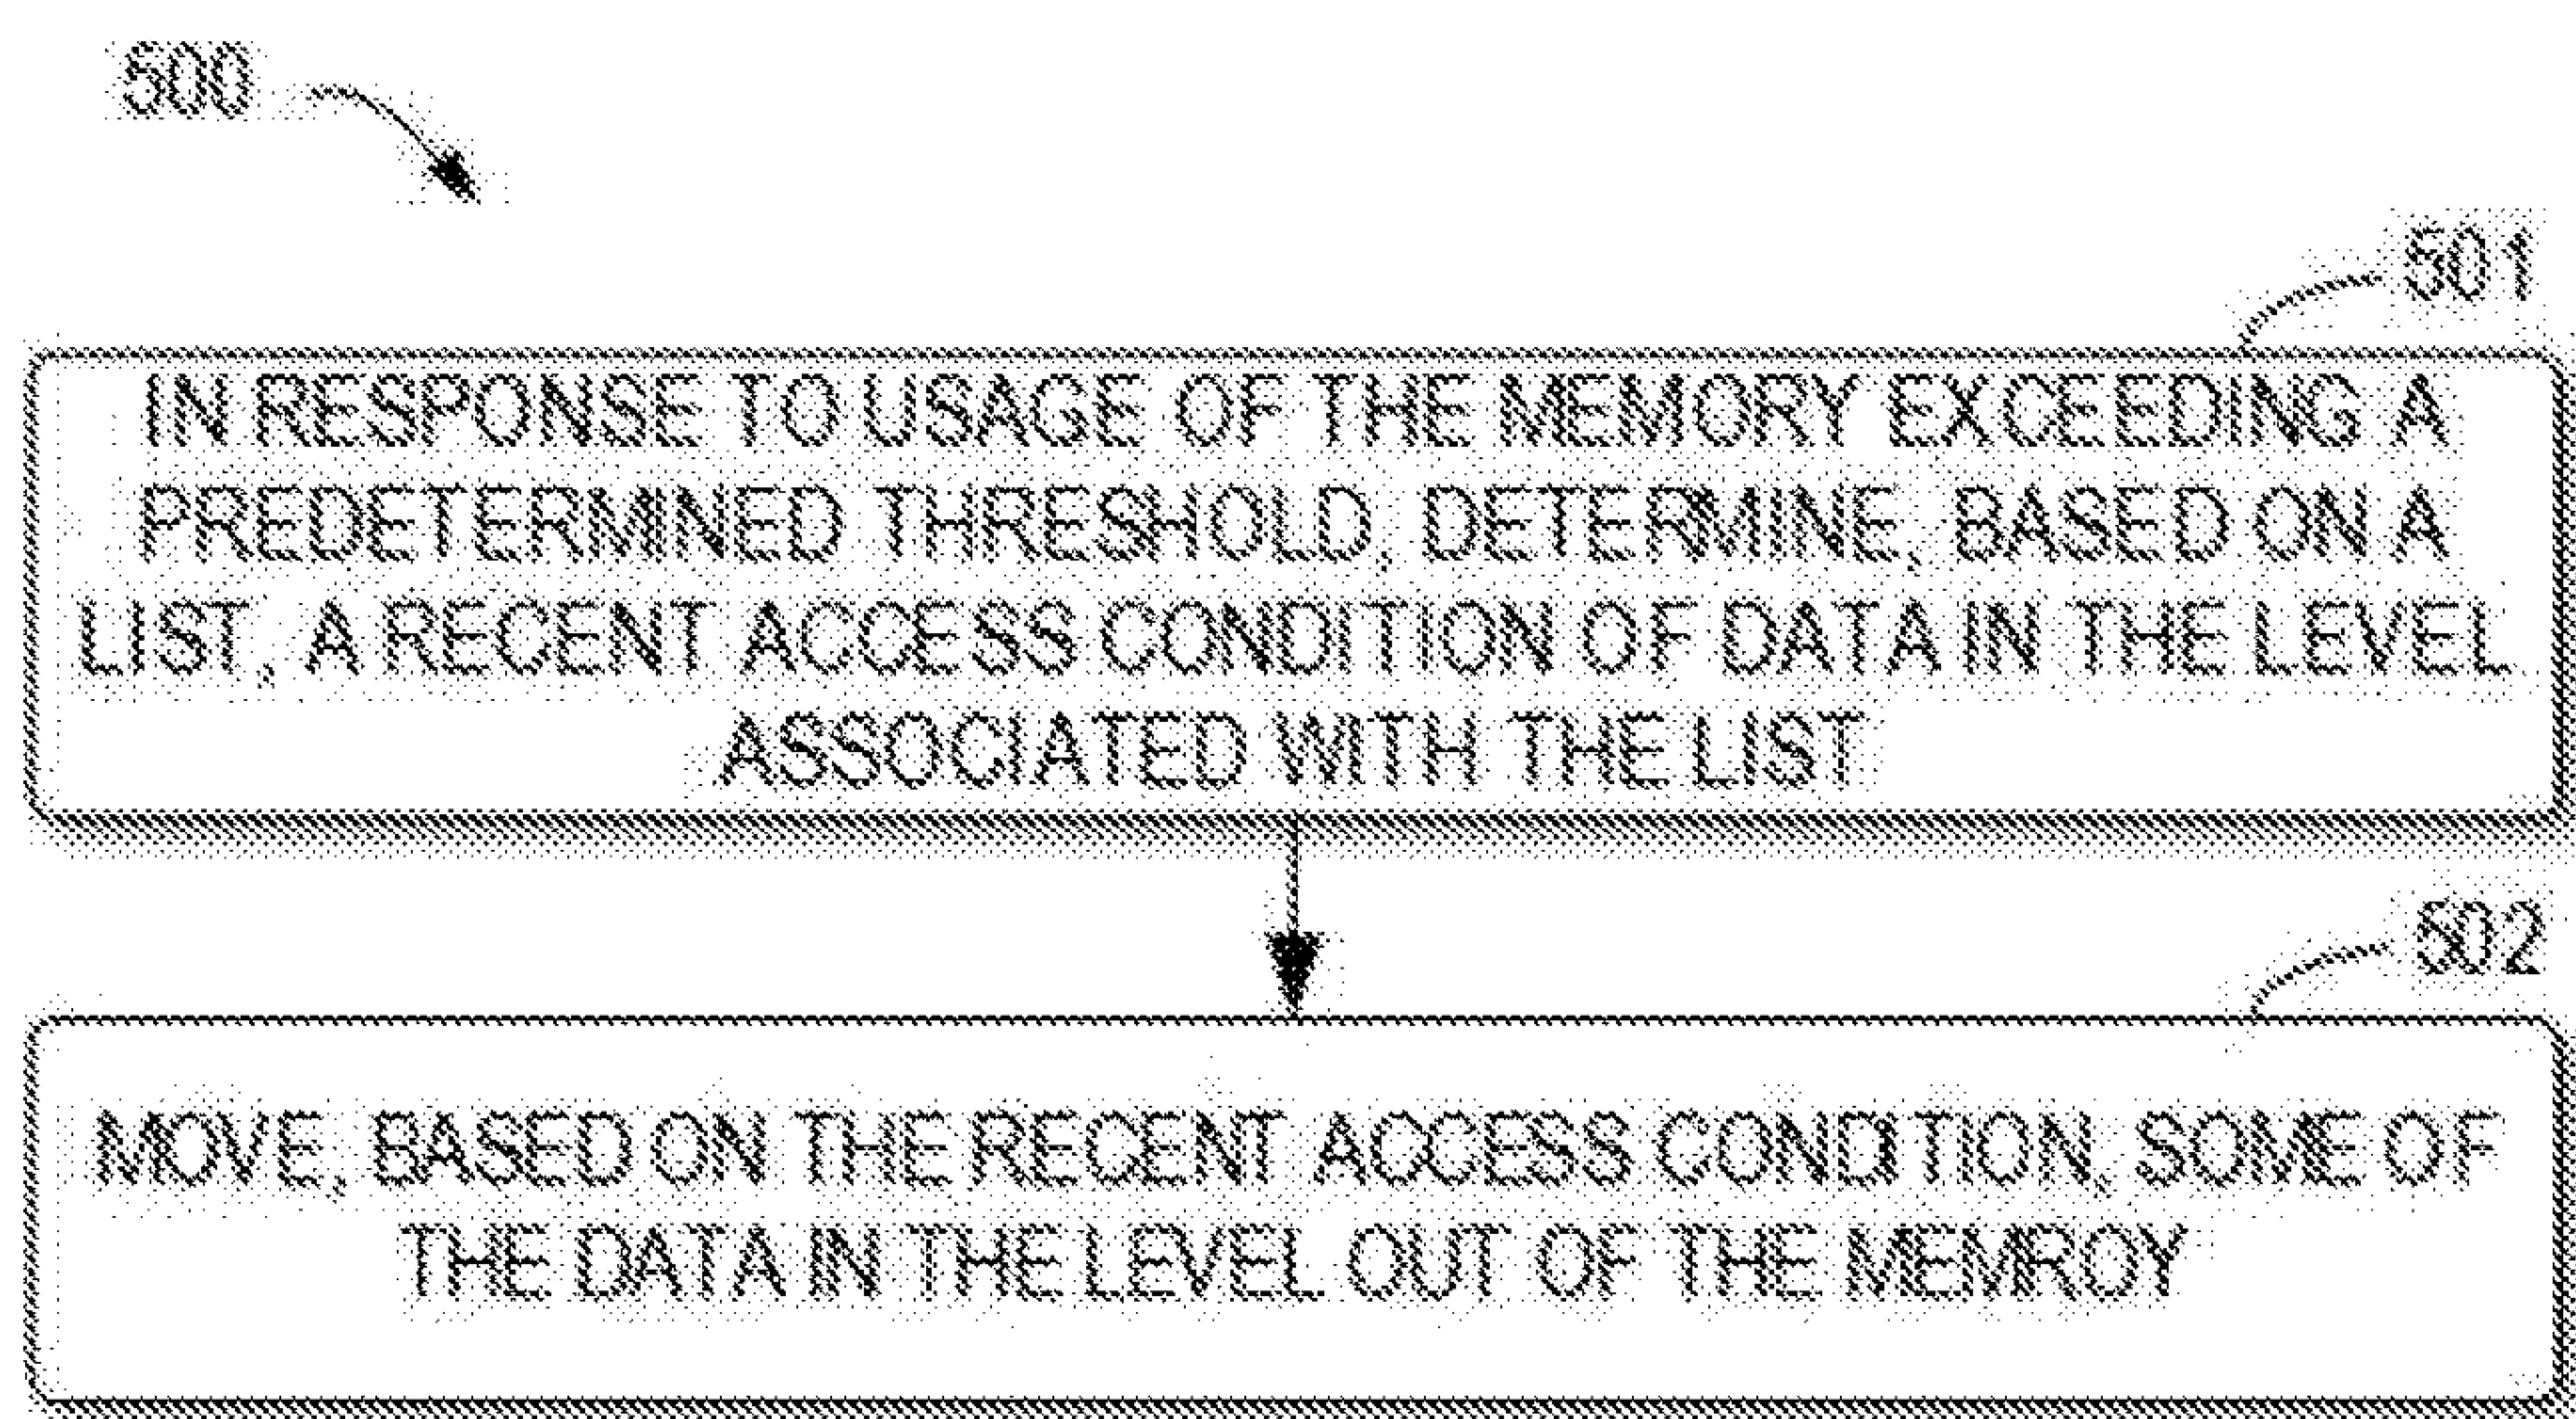 500
501
IN RESPONSE TO USAGE OF THE MEMORY EXCEEDING A
PREDETERMINED THRESHOLD, DETERMINE, BASED ON A
LIST, A RECENT ACCESS CONDITION OF DATA IN THE LEVEL
ASSOCIATED WITH THE LIST
502
MOVE, BASED ON THE RECENT ACCESS CONDITION, SOME OF
THE DATA IN THE LEVEL OUT OF THE MEMROY